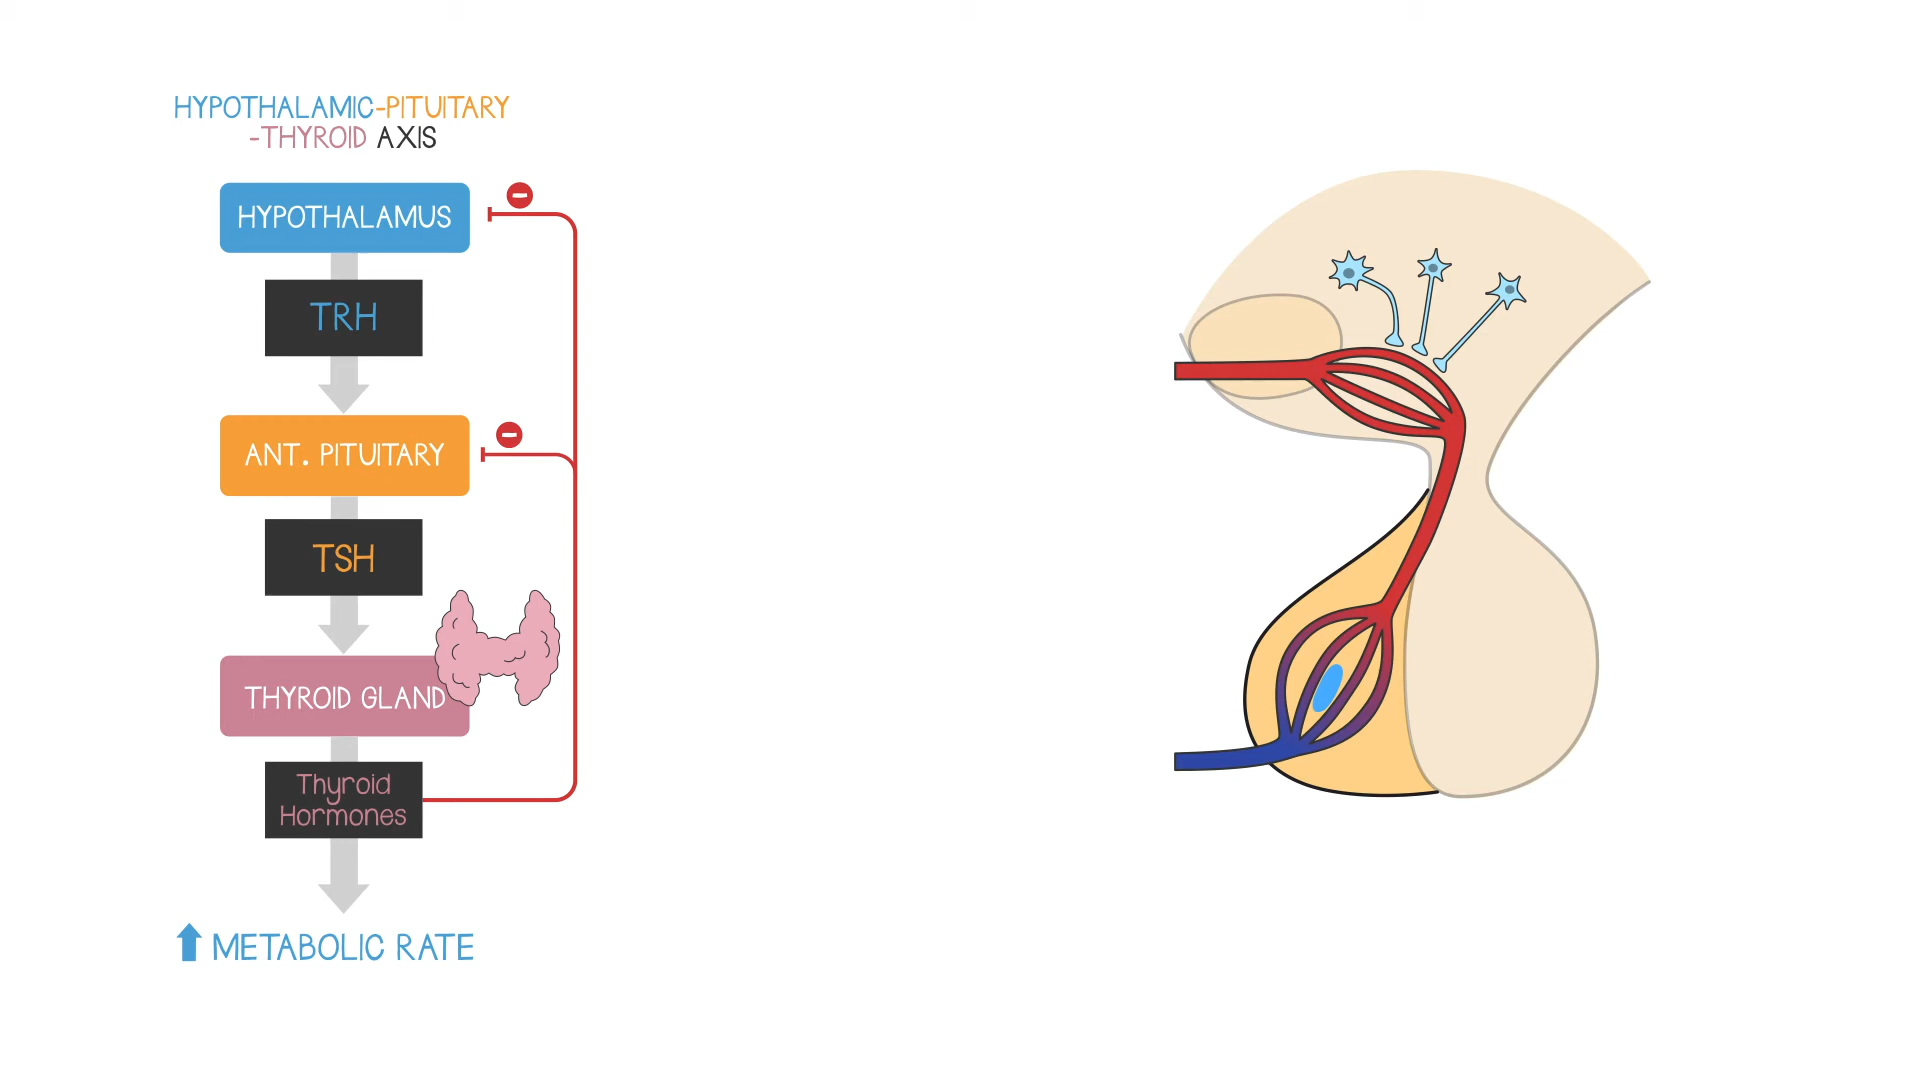 HYPOTHALAMIC-PITUITARY
-THYROID AXIS
HYPOTHALAMUS
TRH
ANT. PITUITARY
TSH
THYROID GLAND
Thyroid
Hormones
METABOLIC RATE